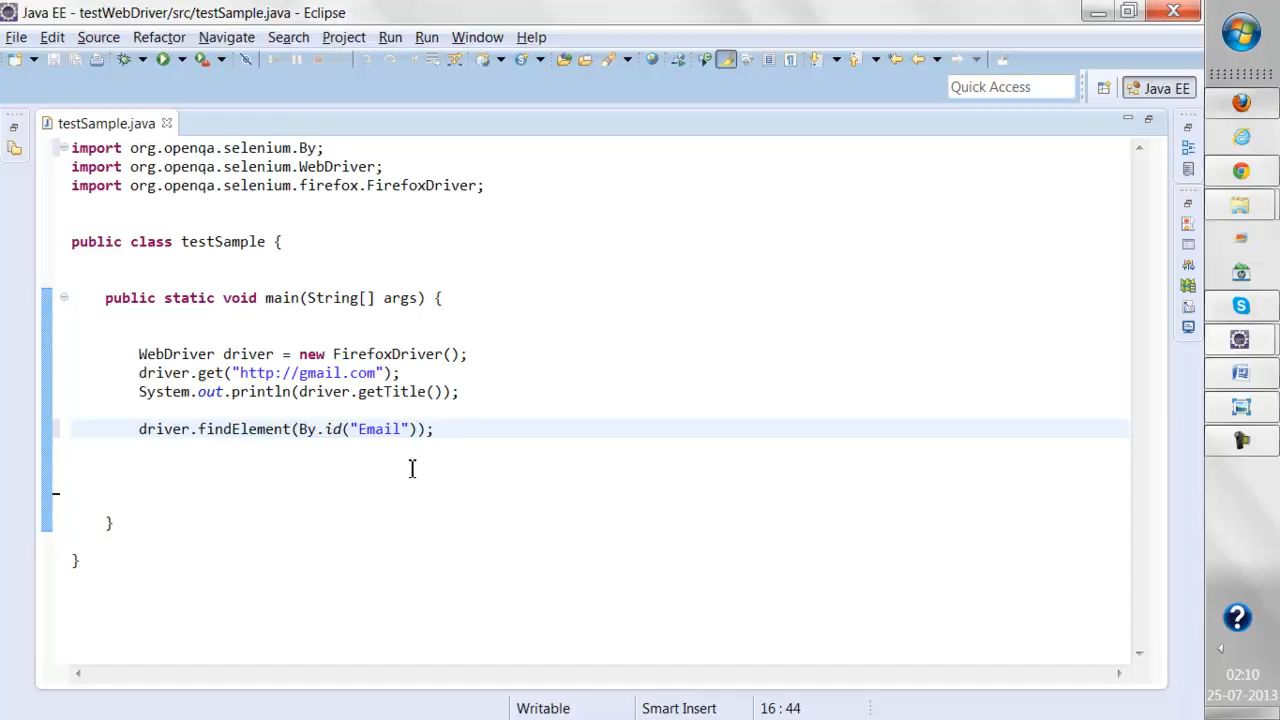 Java EE - testWebDriver/src/testSample.java - Eclipse
File Edit Source Refactor Navigate Search Project Run Run Window Help
Quick Access
Java EE
testSample.java
import org.openqa.selenium.By;
import org.openqa.selenium.WebDriver;
import org.openqa.selenium.firefox.FirefoxDriver;
public class testSample {
public static void main(String[] args) {
WebDriver driver = new FirefoxDriver();
driver.get("http://gmail.com");
System.out.println(driver.getTitle());
driver.findElement(By.id("Email"));
}
}
Writable Smart Insert 16 : 44
02:10
25-07-2013